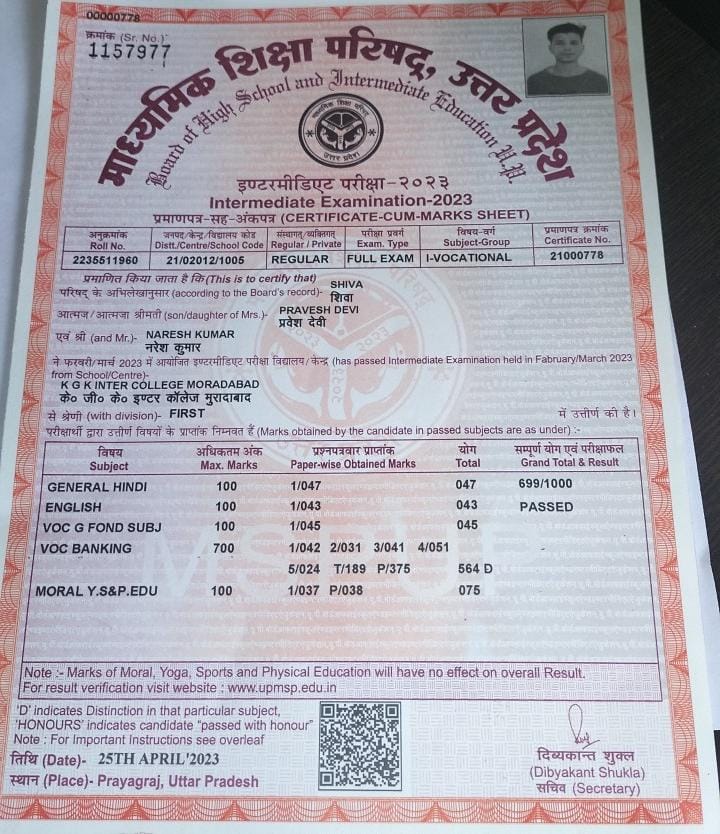 00000778
क्रमांक (Sr. No.)
1157977
माध्यमिक शिक्षा परिषद्, उत्तर प्रदेश
Board of High School and Intermediate Education U.P.
इण्टरमीडिएट परीक्षा-२०२३
Intermediate Examination-2023
प्रमाणपत्र-सह-अंकपत्र (CERTIFICATE-CUM-MARKS SHEET)
अनुक्रमांक जनपद/केन्द्र/विद्यालय कोड संस्थागत/व्यक्तिगत परीक्षा प्रवर्ग विषय-वर्ग प्रमाणपत्र क्रमांक
Roll No. Distt./Centre/School Code Regular / Private Exam. Type Subject-Group Certificate No.
2235511960 21/02012/1005 REGULAR FULL EXAM I-VOCATIONAL 21000778
प्रमाणित किया जाता है कि(This is to certify that)
SHIVA
परिषद् के अभिलेखानुसार (according to the Board's record)- शिवा
PRAVESH DEVI
आत्मज/आत्मजा श्रीमती (son/daughter of Mrs.)- प्रवेश देवी
एवं श्री (and Mr.)- NARESH KUMAR
नरेश कुमार
ने फरवरी/मार्च 2023 में आयोजित इण्टरमीडिएट परीक्षा विद्यालय/केन्द्र (has passed Intermediate Examination held in Fabruary/March 2023
from School/Centre)-
K G K INTER COLLEGE MORADABAD
के० जी० के० इण्टर कॉलेज मुरादाबाद
से श्रेणी (with division)- FIRST में उत्तीर्ण की है।
परीक्षार्थी द्वारा उत्तीर्ण विषयों के प्राप्तांक निम्नवत हैं (Marks obtained by the candidate in passed subjects are as under) :-
विषय अधिकतम अंक प्रश्नपत्रवार प्राप्तांक योग सम्पूर्ण योग एवं परीक्षाफल
Subject Max. Marks Paper-wise Obtained Marks Total Grand Total & Result
GENERAL HINDI 100 1/047 047 699/1000
ENGLISH 100 1/043 043 PASSED
VOC G FOND SUBJ 100 1/045 045
VOC BANKING 700 1/042 2/031 3/041 4/051
5/024 T/189 P/375 564 D
MORAL Y.S&P.EDU 100 1/037 P/038 075
MSPUP
Note :- Marks of Moral, Yoga, Sports and Physical Education will have no effect on overall Result.
For result verification visit website : www.upmsp.edu.in
'D' indicates Distinction in that particular subject,
'HONOURS' indicates candidate "passed with honour"
Note : For Important Instructions see overleaf
तिथि (Date)- 25TH APRIL'2023
स्थान (Place)- Prayagraj, Uttar Pradesh
दिब्यकान्त शुक्ल
(Dibyakant Shukla)
सचिव (Secretary)